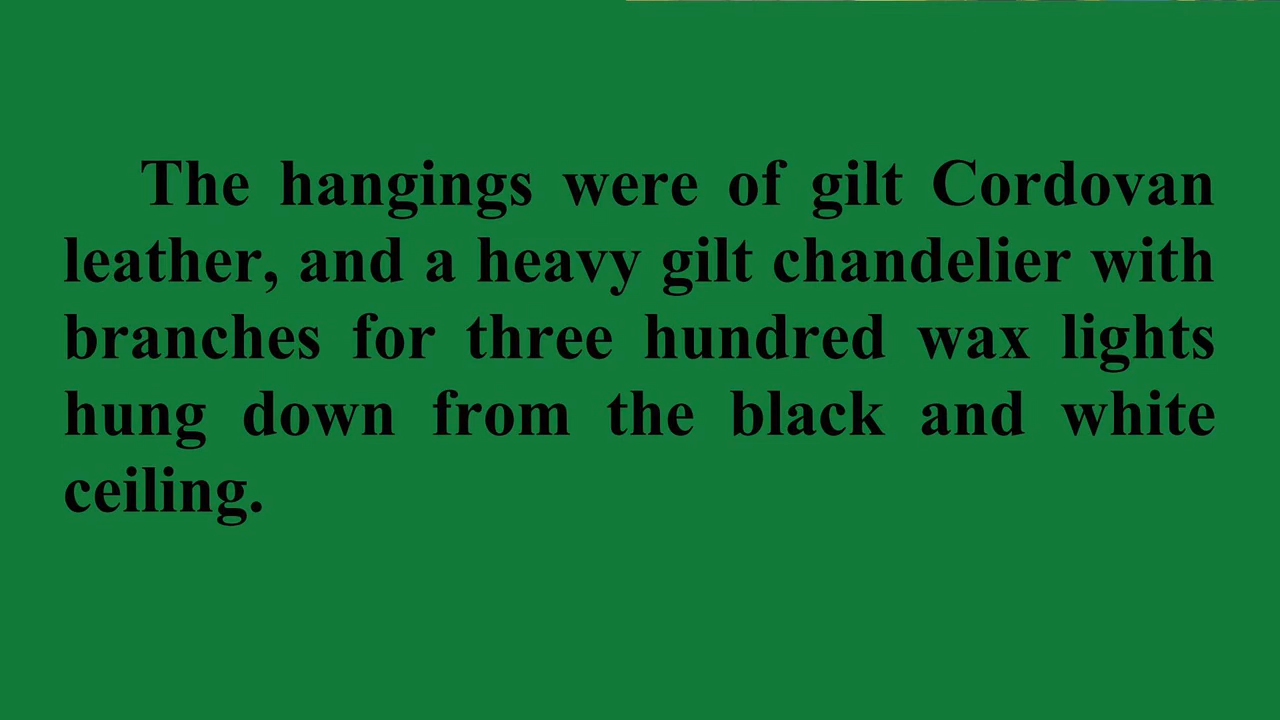 The hangings were of gilt Cordovan
leather, and a heavy gilt chandelier with
branches for three hundred wax lights
hung down from the black and white
ceiling.